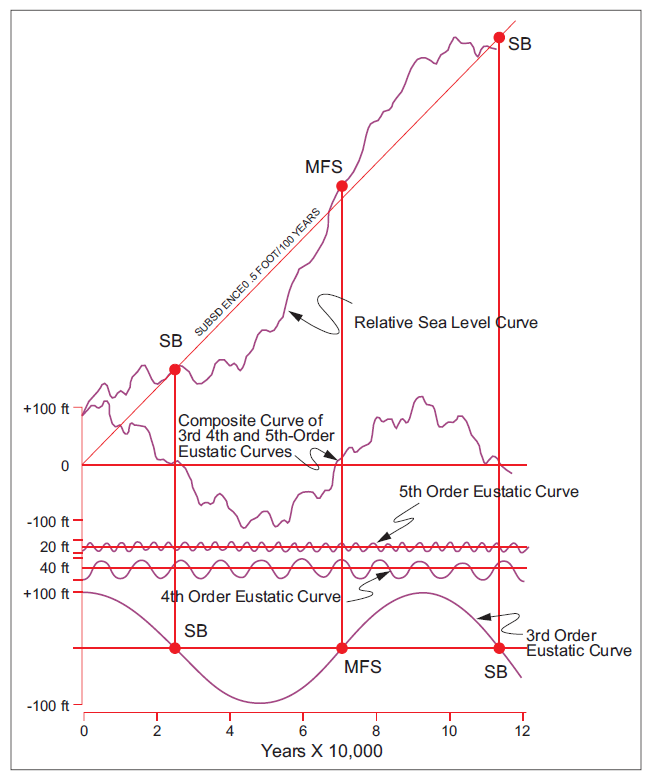 SB
MFS
SUBSD ENCE0 .5 FOOT/100 YEARS
Relative Sea Level Curve
SB
+100 ft
Composite Curve of
3rd 4th and 5th-Order
Eustatic Curves
0
5th Order Eustatic Curve
-100 ft
20 ft
40 ft
+100 ft
4th Order Eustatic Curve
SB
3rd Order
Eustatic Curve
MFS
SB
-100 ft
0 2 4 6 8 10 12
Years X 10,000